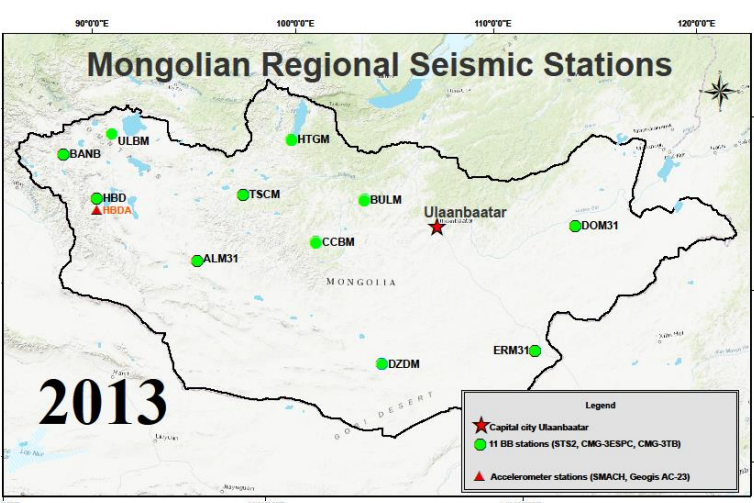 90°0'0"E 100°0'0"E 110°0'0"E 120°0'0"E
Mongolian Regional Seismic Stations
ULBM
HTGM
BANB
HBD
TSCM
BULM
HBDA
Ulaanbaatar
DOM31
CCBM
ALM31
MONGOLIA
ERM31
DZDM
2013
GOBI DESERT
Legend
Capital city Ulaanbaatar
11 BB stations (STS2, CMG-3ESPC, CMG-3TB)
Accelerometer stations (SMACH, Geogis AC-23)